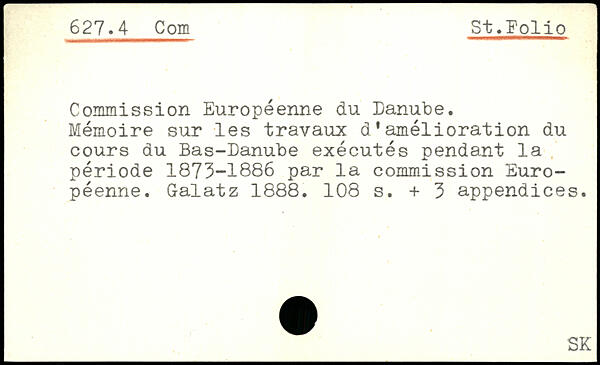 627.4 Com St.Folio
Commission Européenne du Danube.
Mémoire sur les travaux d'amélioration du
cours du Bas-Danube exécutés pendant la
période 1873-1886 par la commission Euro-
péenne. Galatz 1888. 108 s. + 3 appendices.
SK